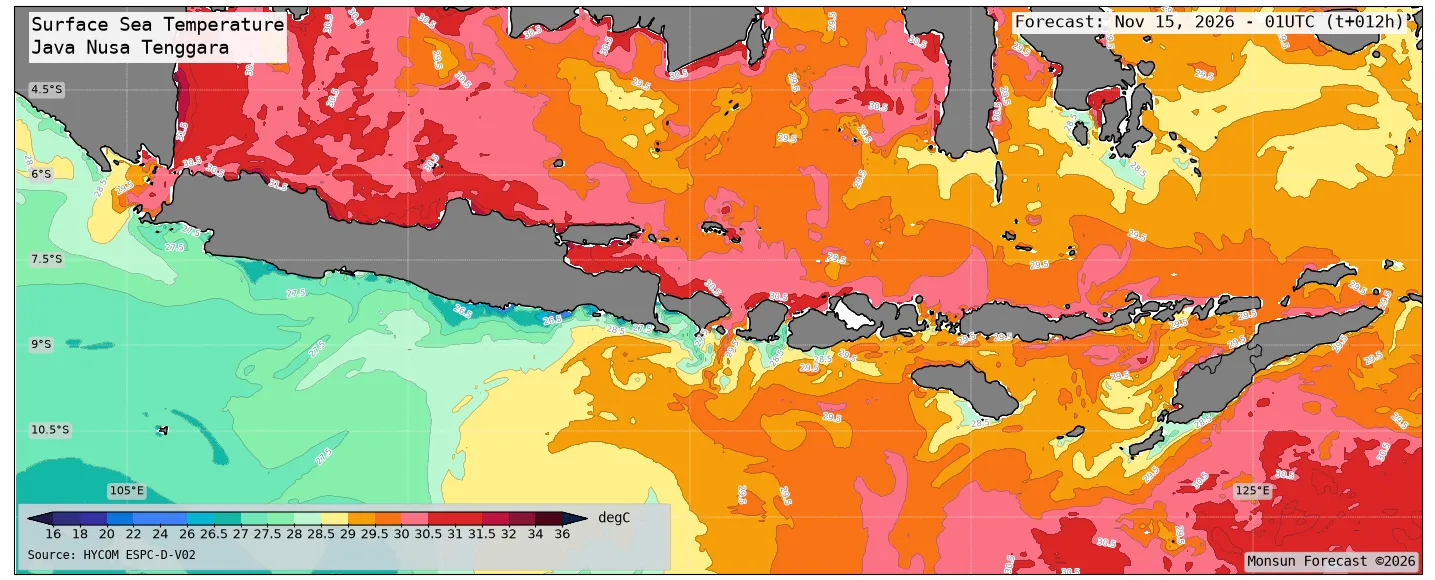 Surface Sea Temperature
Java Nusa Tenggara
Forecast: Nov 15, 2026 - 01UTC (t+012h)
4.5°S
6°S
7.5°S
9°S
10.5°S
105°E
125°E
degC
16 18 20 22 24 26 26.5 27 27.5 28 28.5 29 29.5 30 30.5 31 31.5 32 34 36
Source: HYCOM ESPC-D-V02
Monsun Forecast ©2026